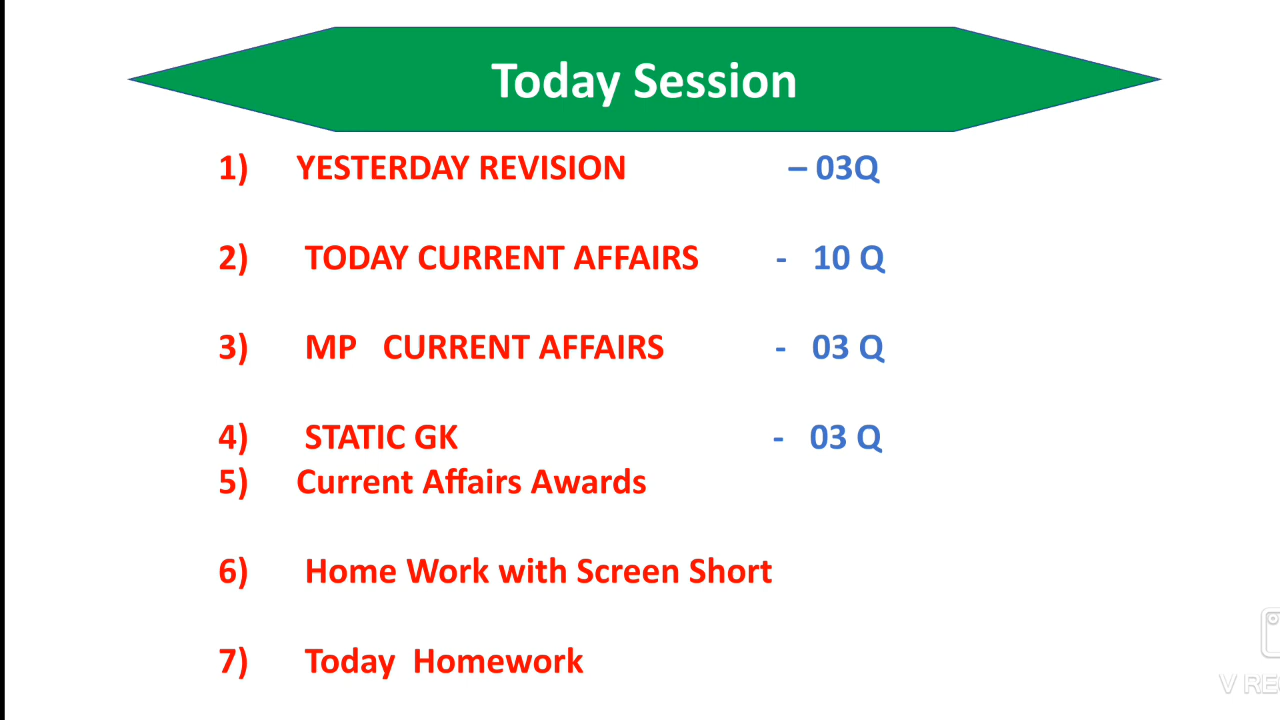 Today Session
1) YESTERDAY REVISION – 03Q
2) TODAY CURRENT AFFAIRS - 10 Q
3) MP CURRENT AFFAIRS - 03 Q
4) STATIC GK - 03 Q
5) Current Affairs Awards
6) Home Work with Screen Short
7) Today Homework